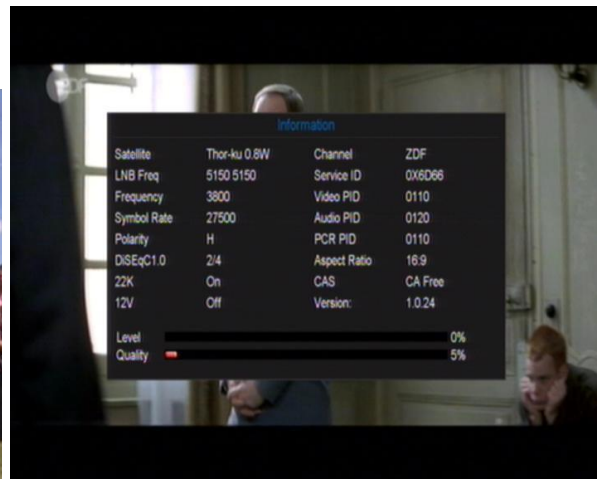 ZDF
Information
Satellite Thor-ku 0.8W Channel ZDF
LNB Freq 5150 5150 Service ID 0X6D66
Frequency 3800 Video PID 0110
Symbol Rate 27500 Audio PID 0120
Polarity H PCR PID 0110
DiSEqC1.0 2/4 Aspect Ratio 16:9
22K On CAS CA Free
12V Off Version: 1.0.24
Level 0%
Quality 5%